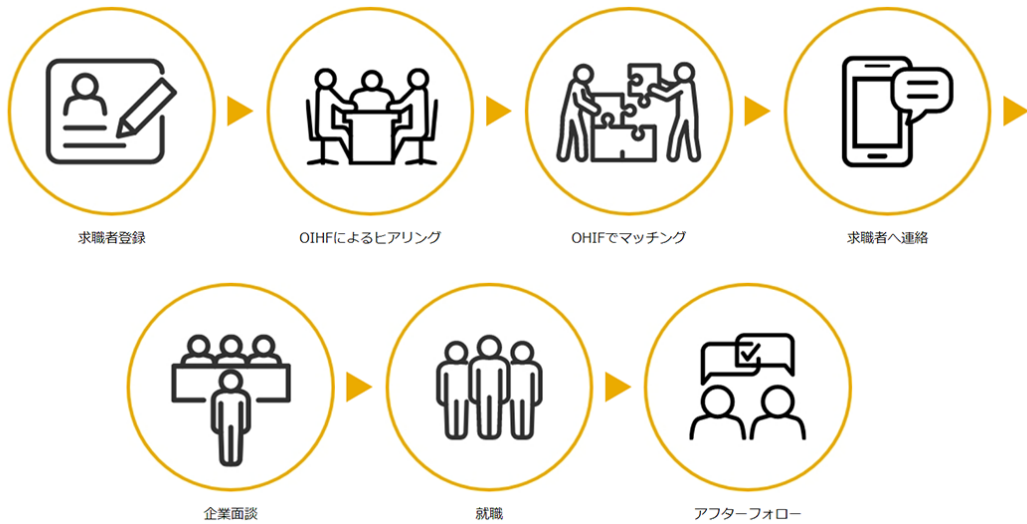 求職者登録
OIHFによるヒアリング
OHIFでマッチング
求職者へ連絡
企業面談
就職
アフターフォロー